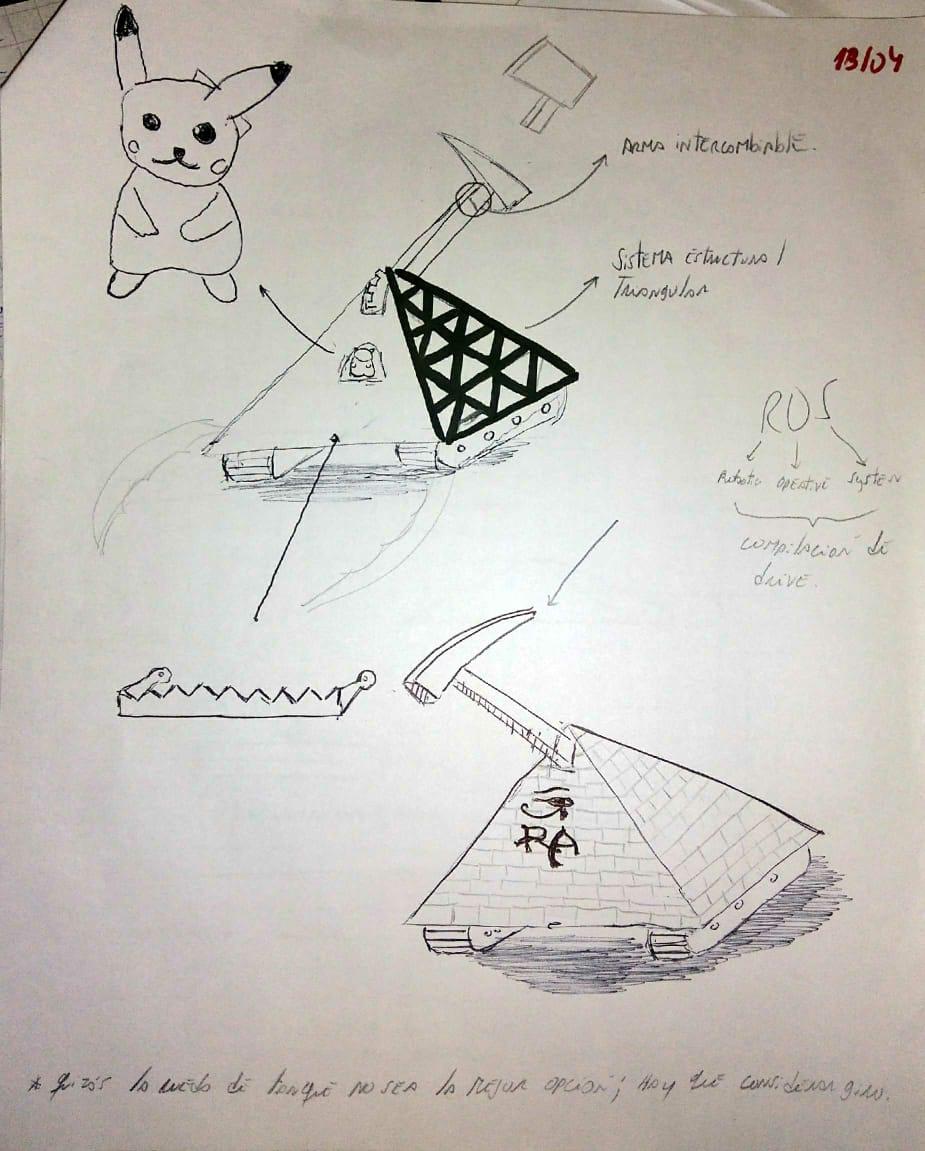 13/04
ARMA INTERCAMBIABLE.
SISTEMA ESTRUCTURAL
TRIANGULAR
ROS
Robotic OPERATIVE SYSTEM
COMPILACIÓN DE
DRIVE.
RA
* Quizás la rueda de tanque no sea la mejor opción; Hay que considerar giro.